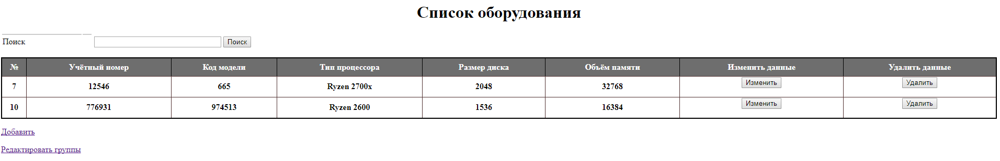 Список оборудования
Поиск Поиск
№ Учётный номер Код модели Тип процессора Размер диска Объём памяти Изменить данные Удалить данные
7 12546 665 Ryzen 2700x 2048 32768 Изменить Удалить
10 776931 974513 Ryzen 2600 1536 16384 Изменить Удалить
Добавить
Редактировать группы